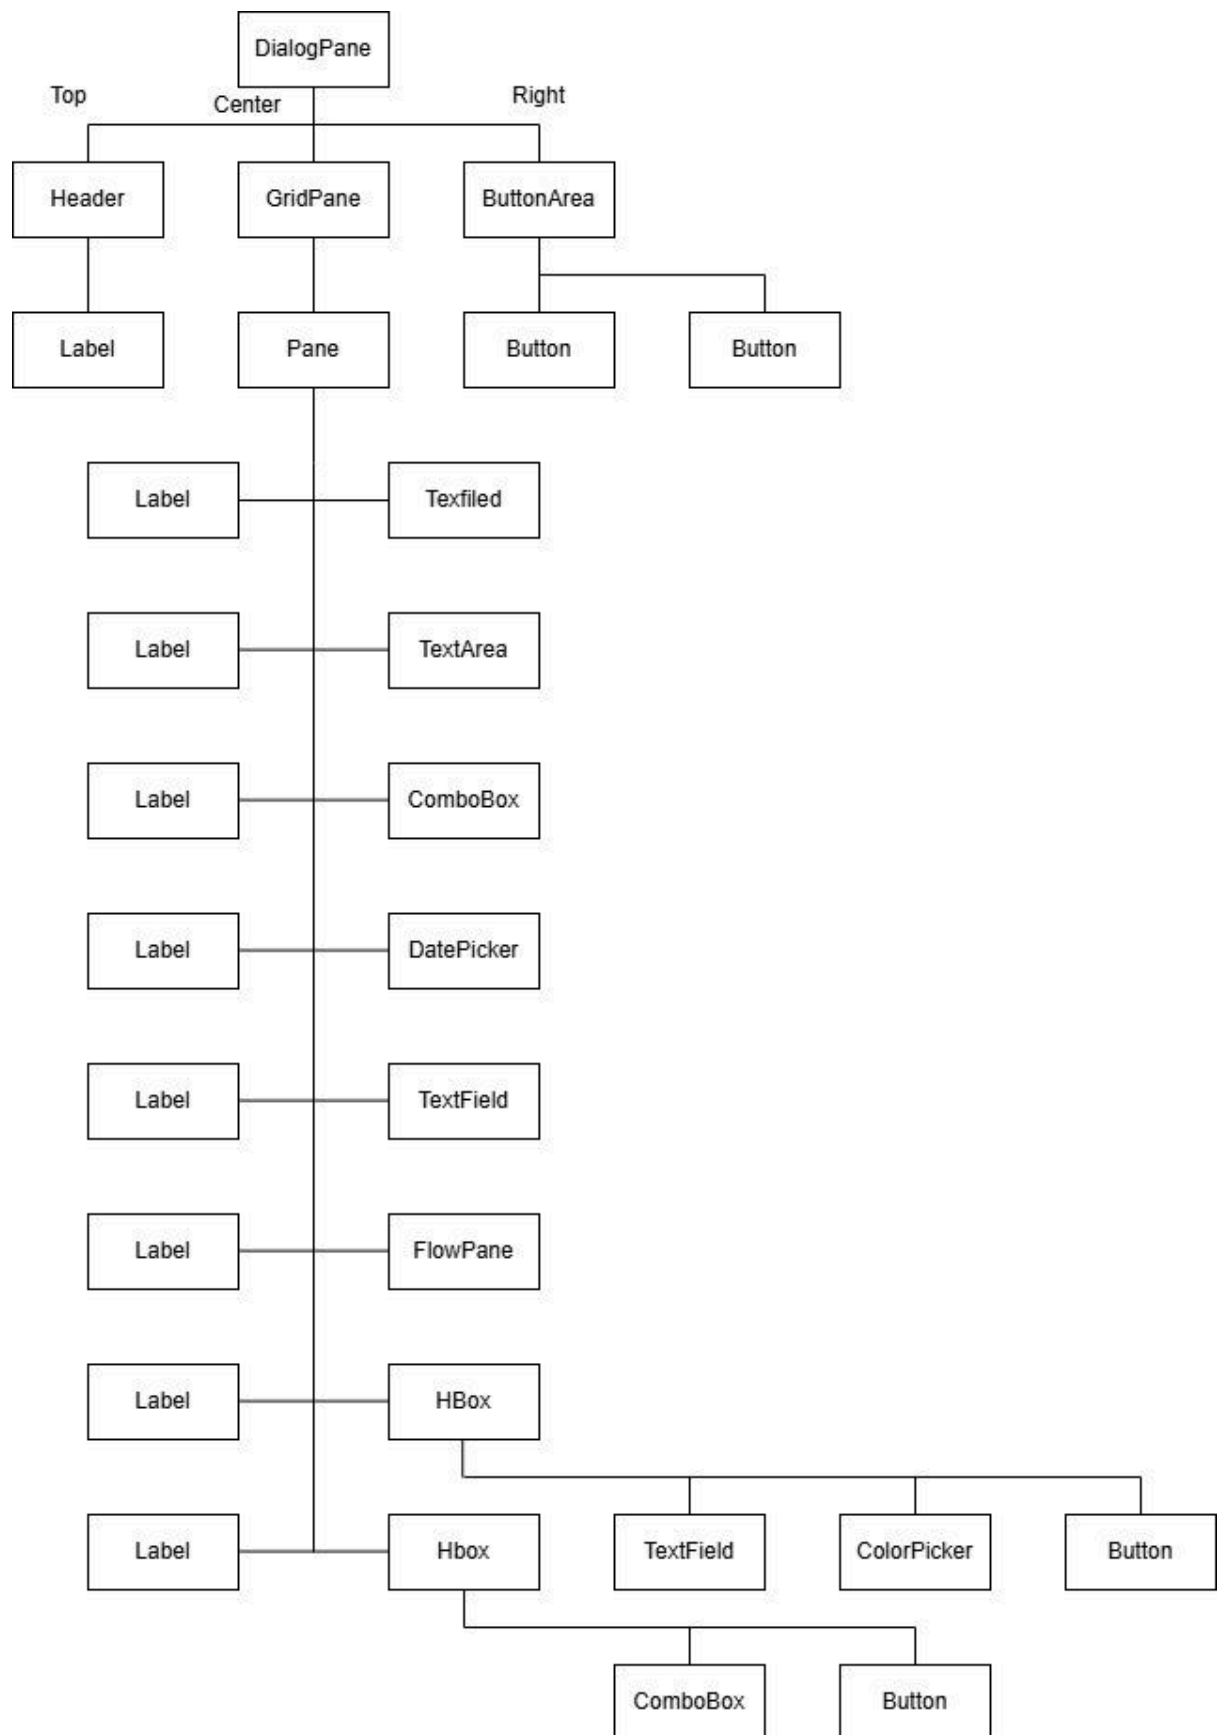 DialogPane
Top
Center
Right
Header
GridPane
ButtonArea
Label
Pane
Button
Button
Label
Texfiled
Label
TextArea
Label
ComboBox
Label
DatePicker
Label
TextField
Label
FlowPane
Label
HBox
Label
Hbox
TextField
ColorPicker
Button
ComboBox
Button